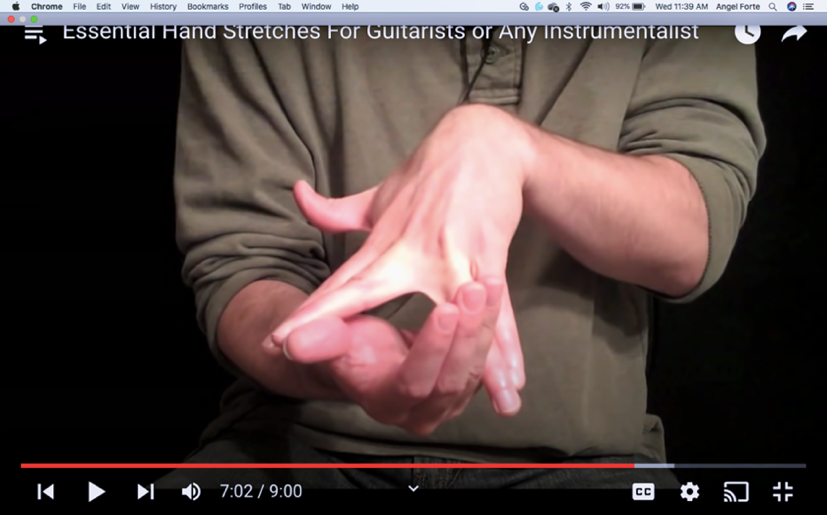 Chrome File Edit View History Bookmarks Profiles Tab Window Help 92% Wed 11:39 AM Angel Forte
Essential Hand Stretches For Guitarists or Any Instrumentalist
7:02 / 9:00 CC